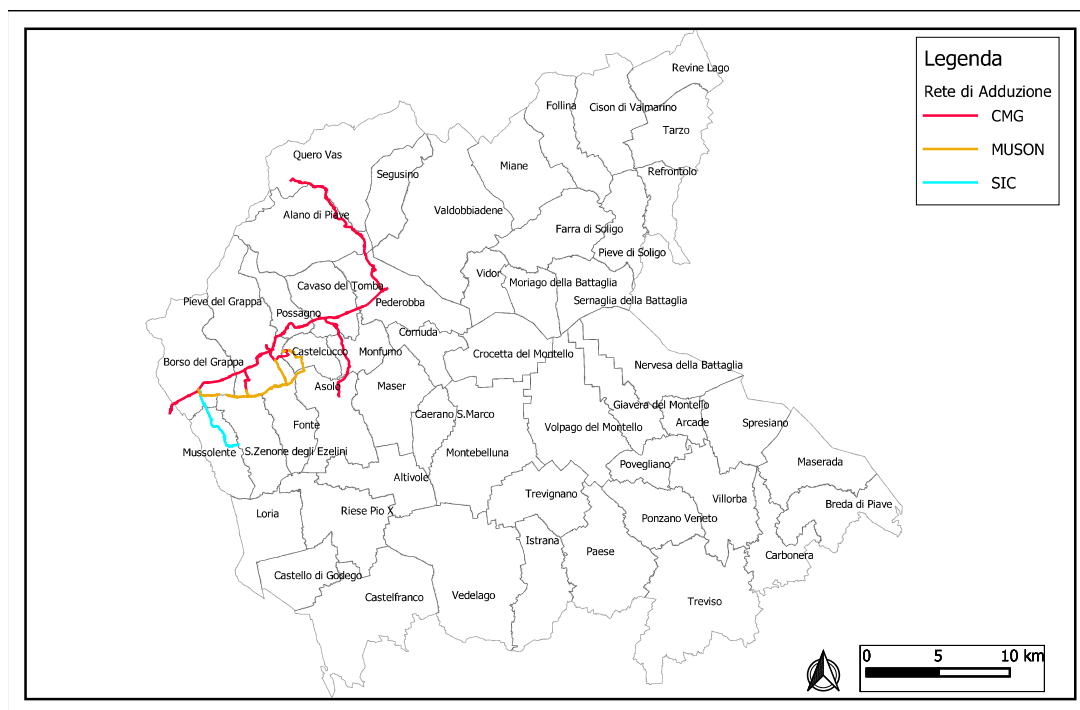 Legenda
Rete di Adduzione
CMG
MUSON
SIC
Revine Lago
Follina
Cison di Valmarino
Tarzo
Quero Vas
Segusino
Miane
Refrontolo
Alano di Piave
Valdobbiadene
Farra di Soligo
Pieve di Soligo
Vidor
Moriago della Battaglia
Sernaglia della Battaglia
Cavaso del Tomba
Pederobba
Pieve del Grappa
Possagno
Cornuda
Borso del Grappa
Castelcucco
Monfumo
Crocetta del Montello
Nervesa della Battaglia
Asolo
Maser
Giavera del Montello
Caerano S.Marco
Arcade
Spresiano
Fonte
Volpago del Montello
Mussolente
S.Zenone degli Ezelini
Montebelluna
Povegliano
Maserada
Altivole
Trevignano
Villorba
Breda di Piave
Loria
Riese Pio X
Ponzano Veneto
Istrana
Paese
Carbonera
Castello di Godego
Castelfranco
Vedelago
Treviso
0 5 10 km